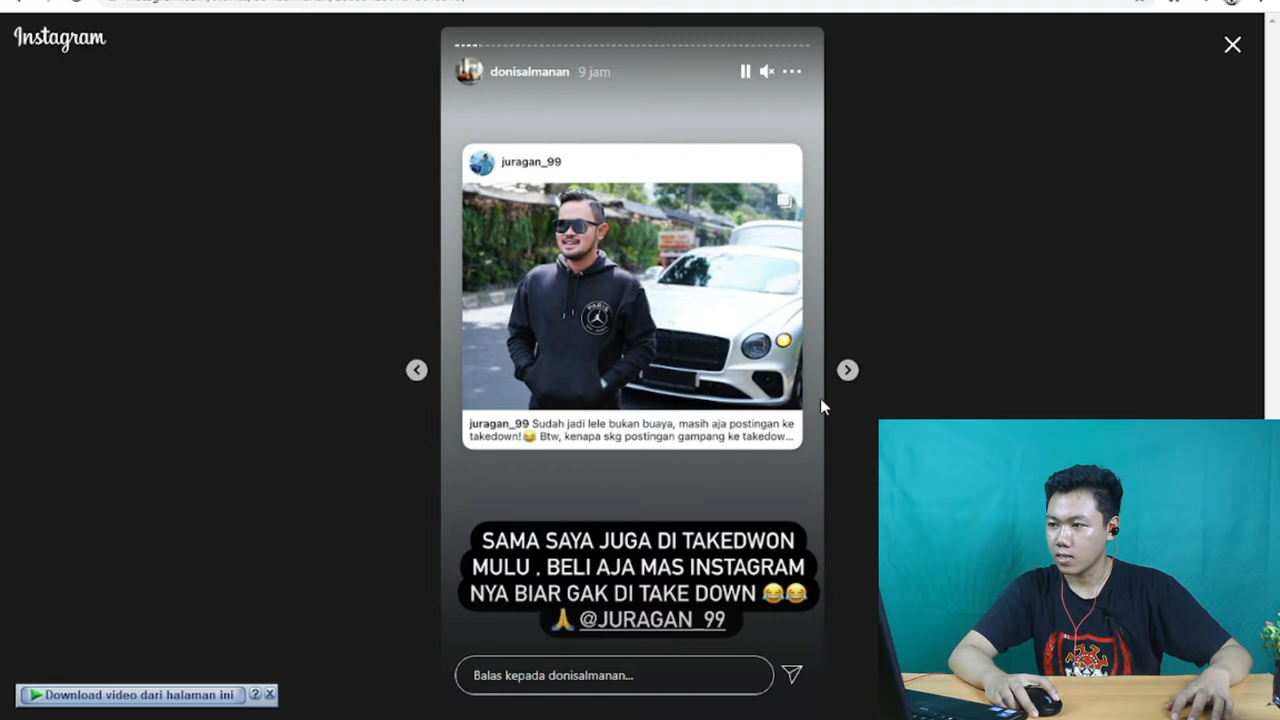 Instagram
donisalmanan 9 jam
juragan_99
PARIS
juragan_99 Sudah jadi lele bukan buaya, masih aja postingan ke
takedown!😂 Btw, kenapa skg postingan gampang ke takedow...
SAMA SAYA JUGA DI TAKEDWON
MULU , BELI AJA MAS INSTAGRAM
NYA BIAR GAK DI TAKE DOWN 😂😂
🙏 @JURAGAN_99
Balas kepada donisalmanan...
Download video dari halaman ini ? X